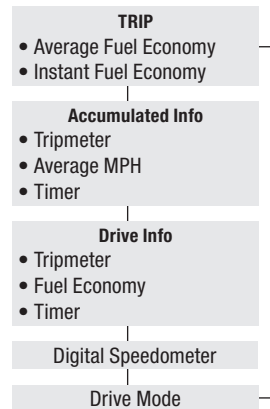 TRIP
• Average Fuel Economy
• Instant Fuel Economy
Accumulated Info
• Tripmeter
• Average MPH
• Timer
Drive Info
• Tripmeter
• Fuel Economy
• Timer
Digital Speedometer
Drive Mode